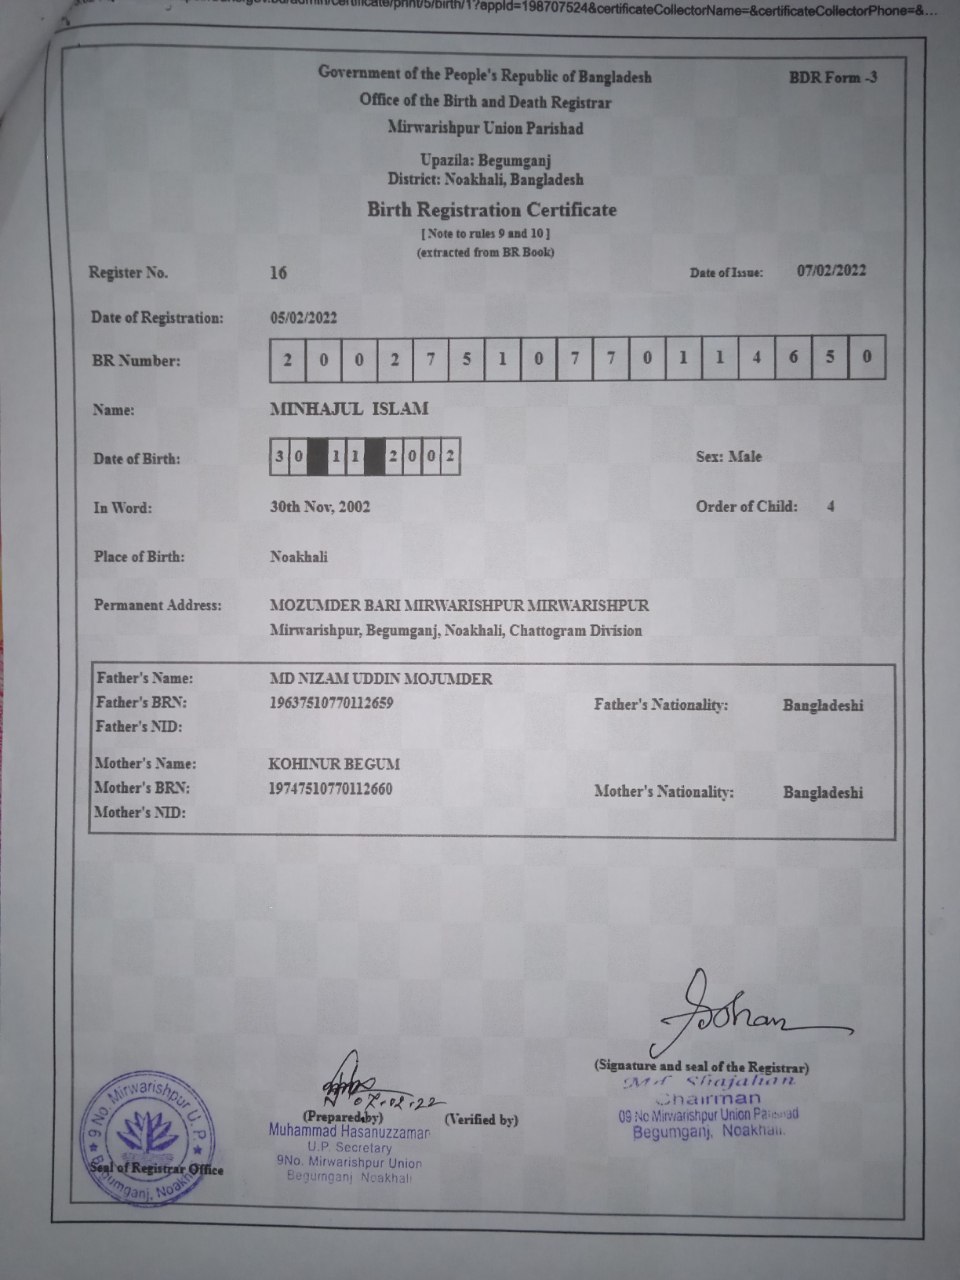 certificate/print/5/birth/1?appId=198707524&certificateCollectorName=&certificateCollectorPhone=&...
Government of the People's Republic of Bangladesh
BDR Form -3
Office of the Birth and Death Registrar
Mirwarishpur Union Parishad
Upazila: Begumganj
District: Noakhali, Bangladesh
Birth Registration Certificate
[ Note to rules 9 and 10 ]
(extracted from BR Book)
Register No. 16 Date of Issue: 07/02/2022
Date of Registration: 05/02/2022
BR Number: 2 0 0 2 7 5 1 0 7 7 0 1 1 4 6 5 0
Name: MINHAJUL ISLAM
Date of Birth: 3 0 1 1 2 0 0 2 Sex: Male
In Word: 30th Nov, 2002 Order of Child: 4
Place of Birth: Noakhali
Permanent Address: MOZUMDER BARI MIRWARISHPUR MIRWARISHPUR
Mirwarishpur, Begumganj, Noakhali, Chattogram Division
Father's Name: MD NIZAM UDDIN MOJUMDER
Father's BRN: 19637510770112659 Father's Nationality: Bangladeshi
Father's NID:
Mother's Name: KOHINUR BEGUM
Mother's BRN: 19747510770112660 Mother's Nationality: Bangladeshi
Mother's NID:
(Signature and seal of the Registrar)
Md Shajahan
Chairman
09 No Mirwarishpur Union Parishad
Begumganj, Noakhali.
07.02.22
(Prepared by) (Verified by)
Muhammad Hasanuzzaman
U.P. Secretary
9No. Mirwarishpur Union
Begumganj Noakhali
9 No. Mirwarishpur U.P.
Seal of Registrar Office
Begumganj, Noakhali